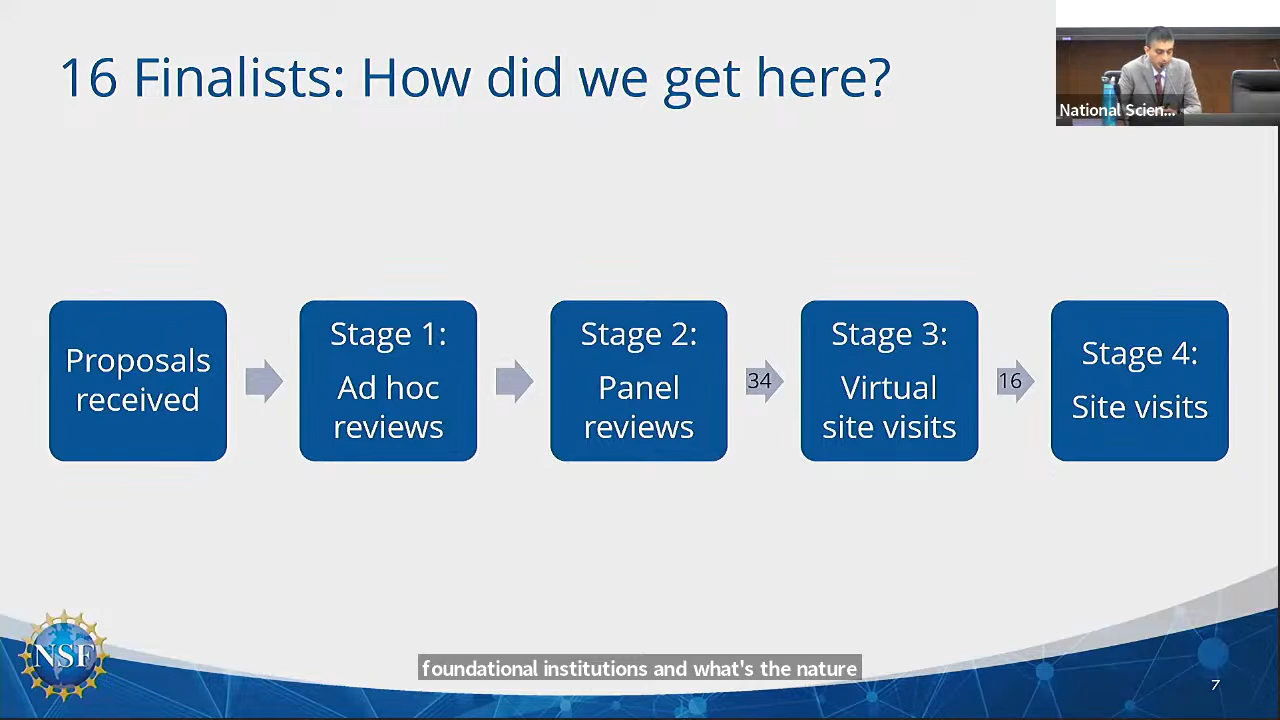 16 Finalists: How did we get here?
National Scien...
Proposals
received
Stage 1:
Ad hoc
reviews
Stage 2:
Panel
reviews
34
Stage 3:
Virtual
site visits
16
Stage 4:
Site visits
NSF
foundational institutions and what's the nature
7